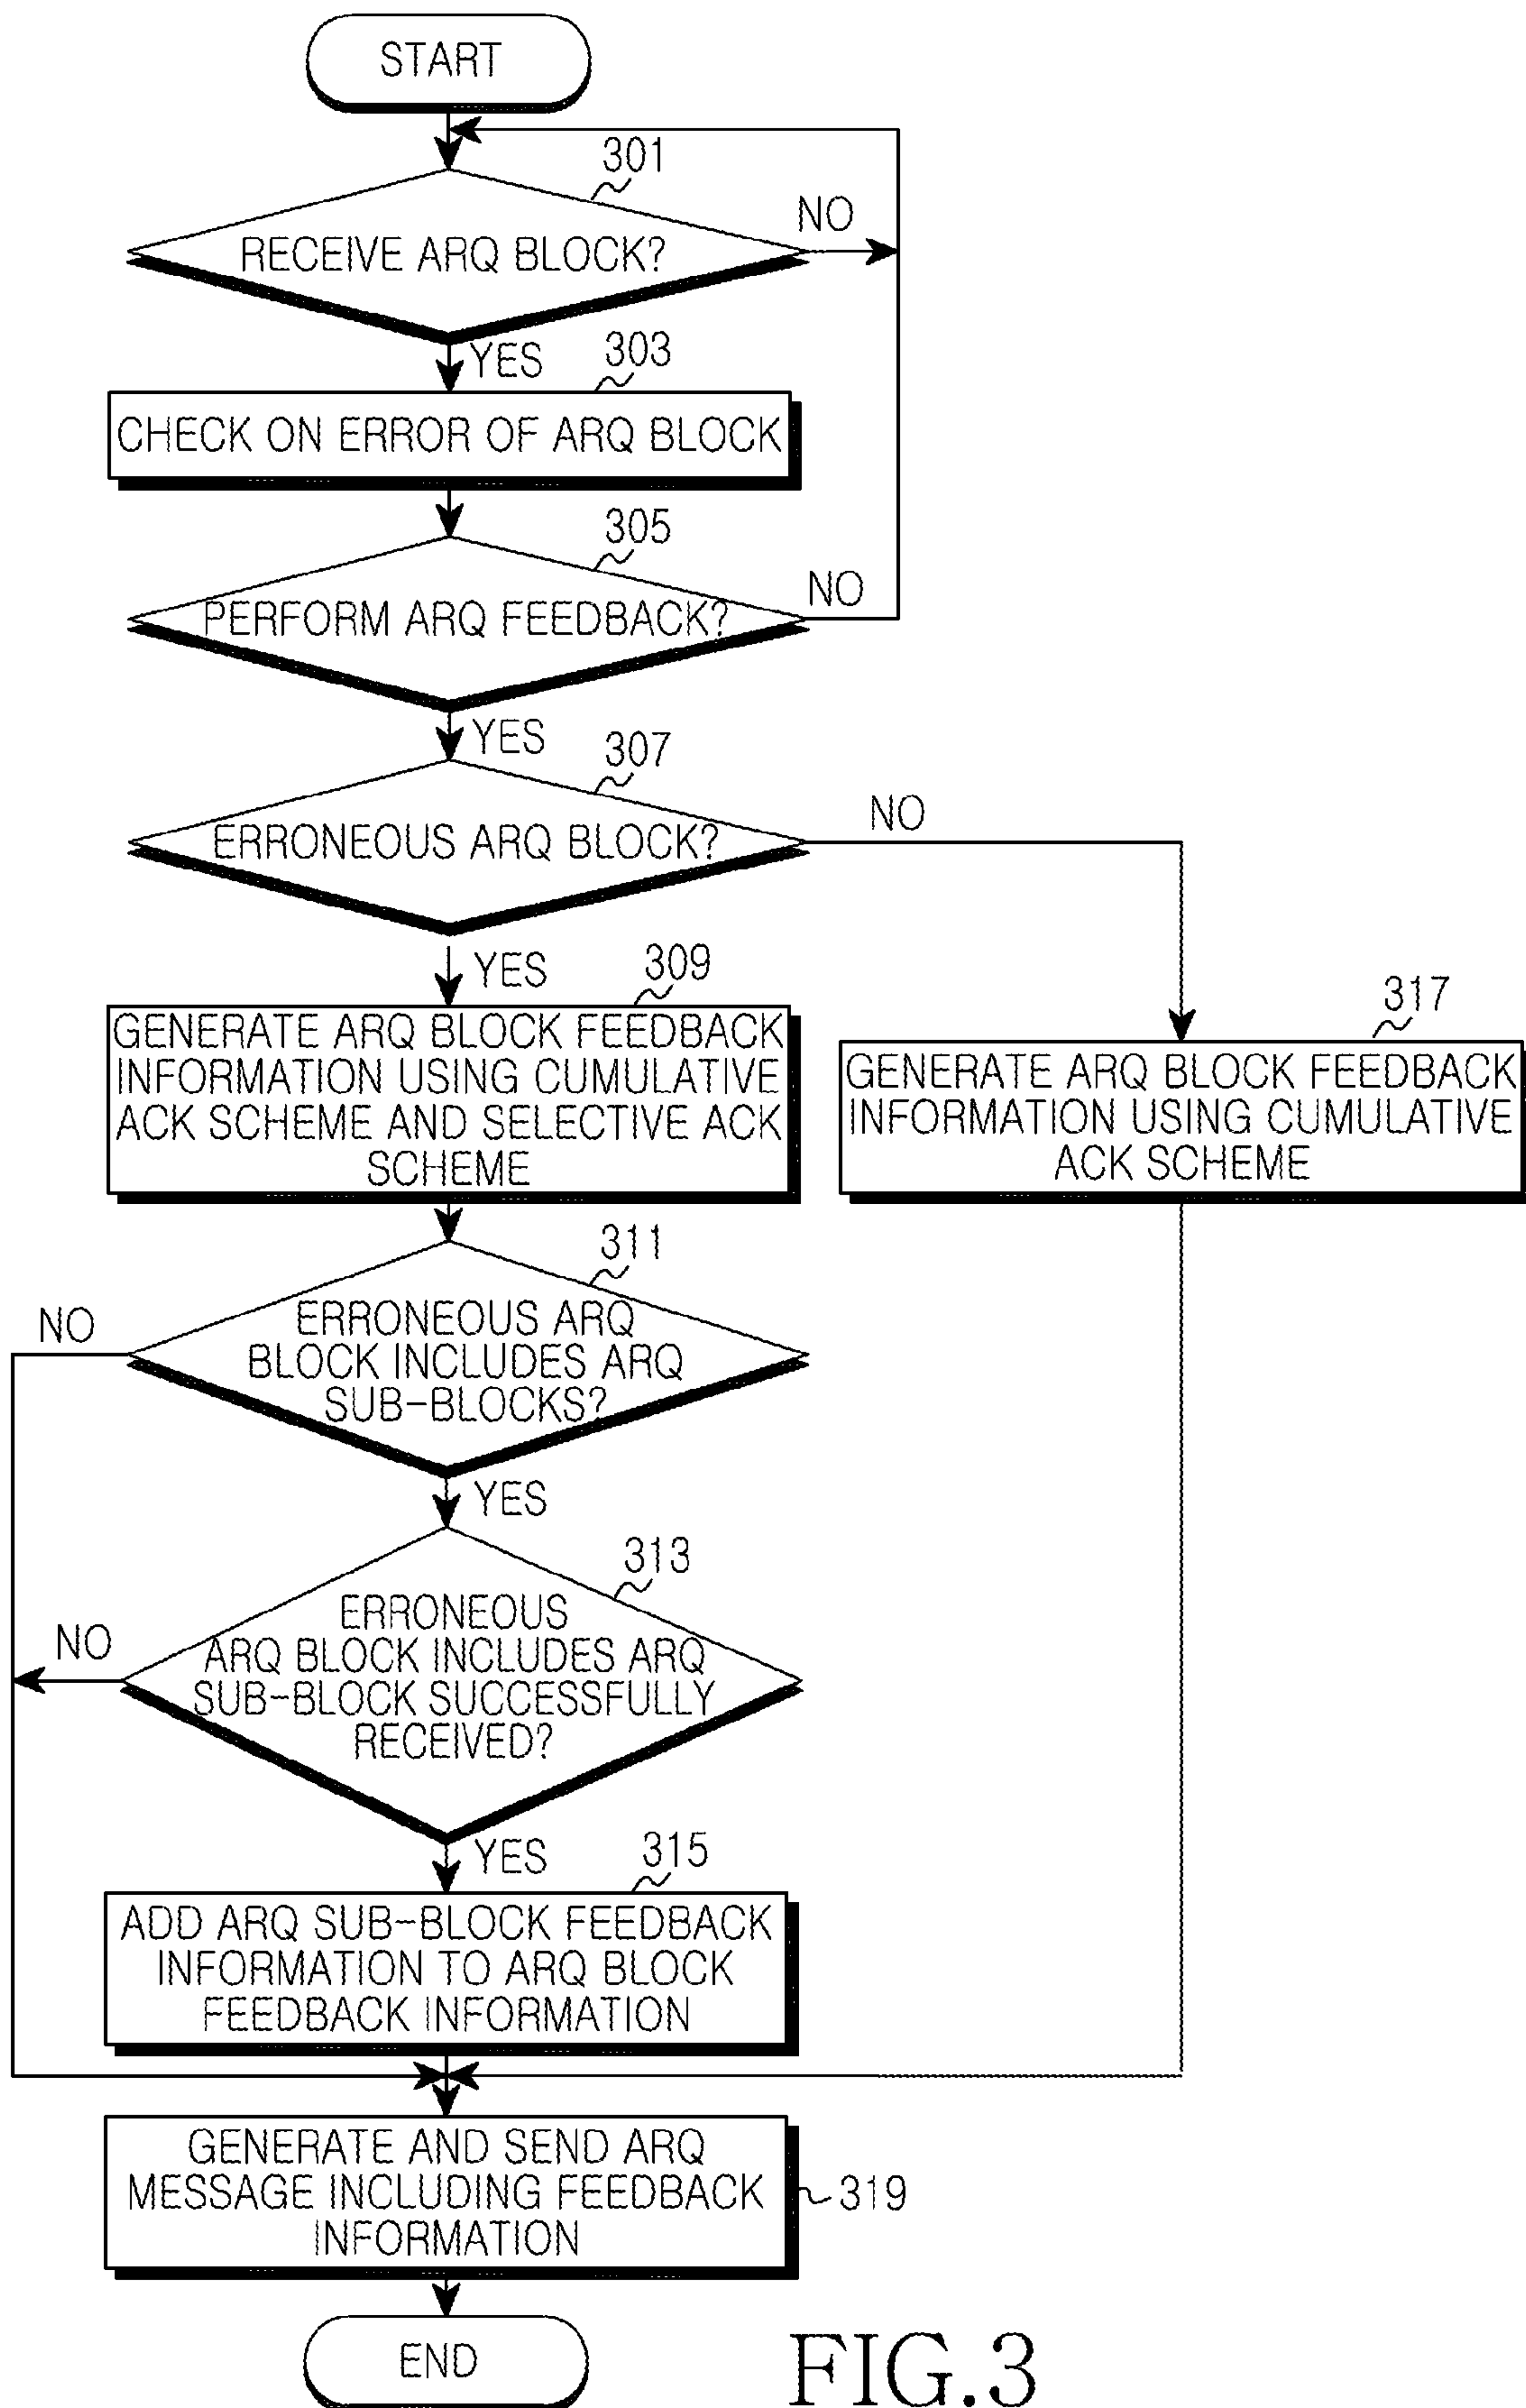 START
301
NO
RECEIVE ARQ BLOCK?
YES
303
CHECK ON ERROR OF ARQ BLOCK
305
NO
PERFORM ARQ FEEDBACK?
YES
307
NO
ERRONEOUS ARQ BLOCK?
YES
309
317
GENERATE ARQ BLOCK FEEDBACK
INFORMATION USING CUMULATIVE
ACK SCHEME AND SELECTIVE ACK
SCHEME
GENERATE ARQ BLOCK FEEDBACK
INFORMATION USING CUMULATIVE
ACK SCHEME
311
NO
ERRONEOUS ARQ
BLOCK INCLUDES ARQ
SUB-BLOCKS?
YES
313
NO
ERRONEOUS
ARQ BLOCK INCLUDES ARQ
SUB-BLOCK SUCCESSFULLY
RECEIVED?
YES
315
ADD ARQ SUB-BLOCK FEEDBACK
INFORMATION TO ARQ BLOCK
FEEDBACK INFORMATION
GENERATE AND SEND ARQ
MESSAGE INCLUDING FEEDBACK
INFORMATION
319
END
FIG.3